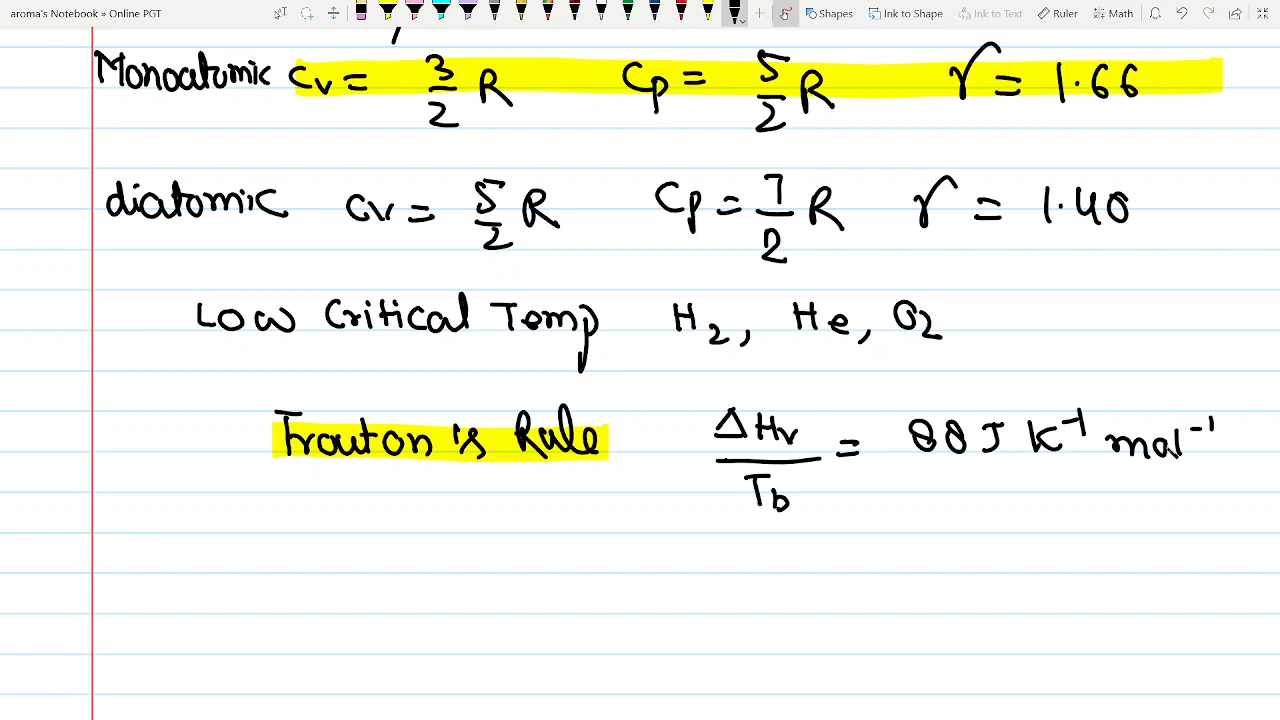 aroma's Notebook » Online PGT Shapes Ink to Shape Ink to Text Ruler Math
Monoatomic Cv = 3/2 R Cp = 5/2 R γ = 1.66
diatomic Cv = 5/2 R Cp = 7/2 R γ = 1.40
Low Critical Temp H₂, He, O₂
Trouton's Rule ΔHv/Tb = 88 J K⁻¹ mol⁻¹